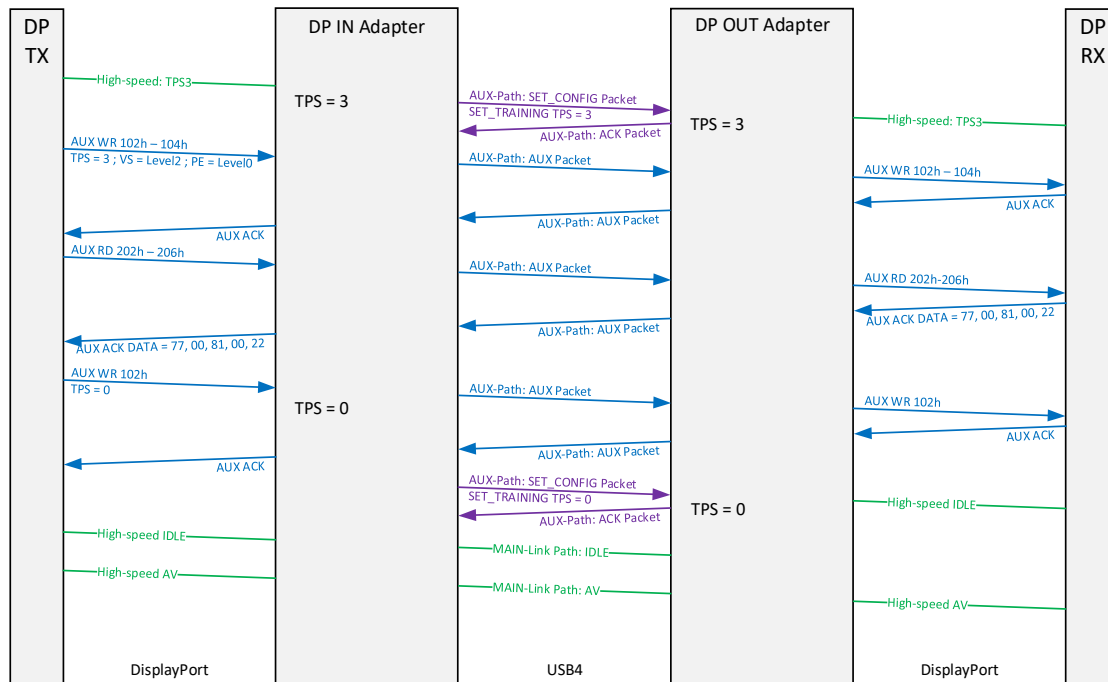 DP
TX
DP IN Adapter
DP OUT Adapter
DP
RX
High-speed: TPS3
TPS = 3
AUX-Path: SET_CONFIG Packet
SET_TRAINING TPS = 3
AUX-Path: ACK Packet
TPS = 3
High-speed: TPS3
AUX WR 102h – 104h
TPS = 3 ; VS = Level2 ; PE = Level0
AUX-Path: AUX Packet
AUX WR 102h – 104h
AUX ACK
AUX-Path: AUX Packet
AUX ACK
AUX RD 202h – 206h
AUX-Path: AUX Packet
AUX RD 202h-206h
AUX ACK DATA = 77, 00, 81, 00, 22
AUX-Path: AUX Packet
AUX ACK DATA = 77, 00, 81, 00, 22
AUX WR 102h
TPS = 0
TPS = 0
AUX-Path: AUX Packet
AUX WR 102h
AUX ACK
AUX-Path: AUX Packet
AUX ACK
AUX-Path: SET_CONFIG Packet
SET_TRAINING TPS = 0
AUX-Path: ACK Packet
TPS = 0
High-speed IDLE
High-speed IDLE
MAIN-Link Path: IDLE
High-speed AV
MAIN-Link Path: AV
High-speed AV
DisplayPort
USB4
DisplayPort